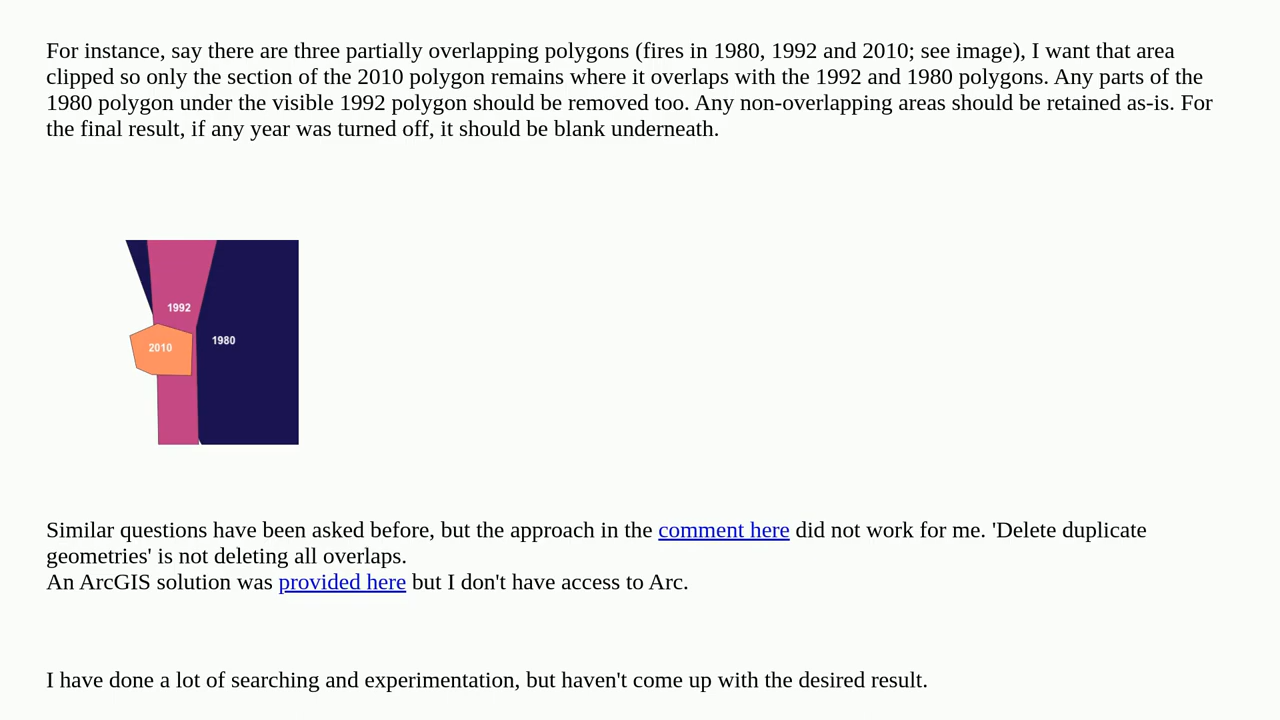 For instance, say there are three partially overlapping polygons (fires in 1980, 1992 and 2010; see image), I want that area
clipped so only the section of the 2010 polygon remains where it overlaps with the 1992 and 1980 polygons. Any parts of the
1980 polygon under the visible 1992 polygon should be removed too. Any non-overlapping areas should be retained as-is. For
the final result, if any year was turned off, it should be blank underneath.
1992
1980
2010
Similar questions have been asked before, but the approach in the comment here did not work for me. 'Delete duplicate
geometries' is not deleting all overlaps.
An ArcGIS solution was provided here but I don't have access to Arc.
I have done a lot of searching and experimentation, but haven't come up with the desired result.